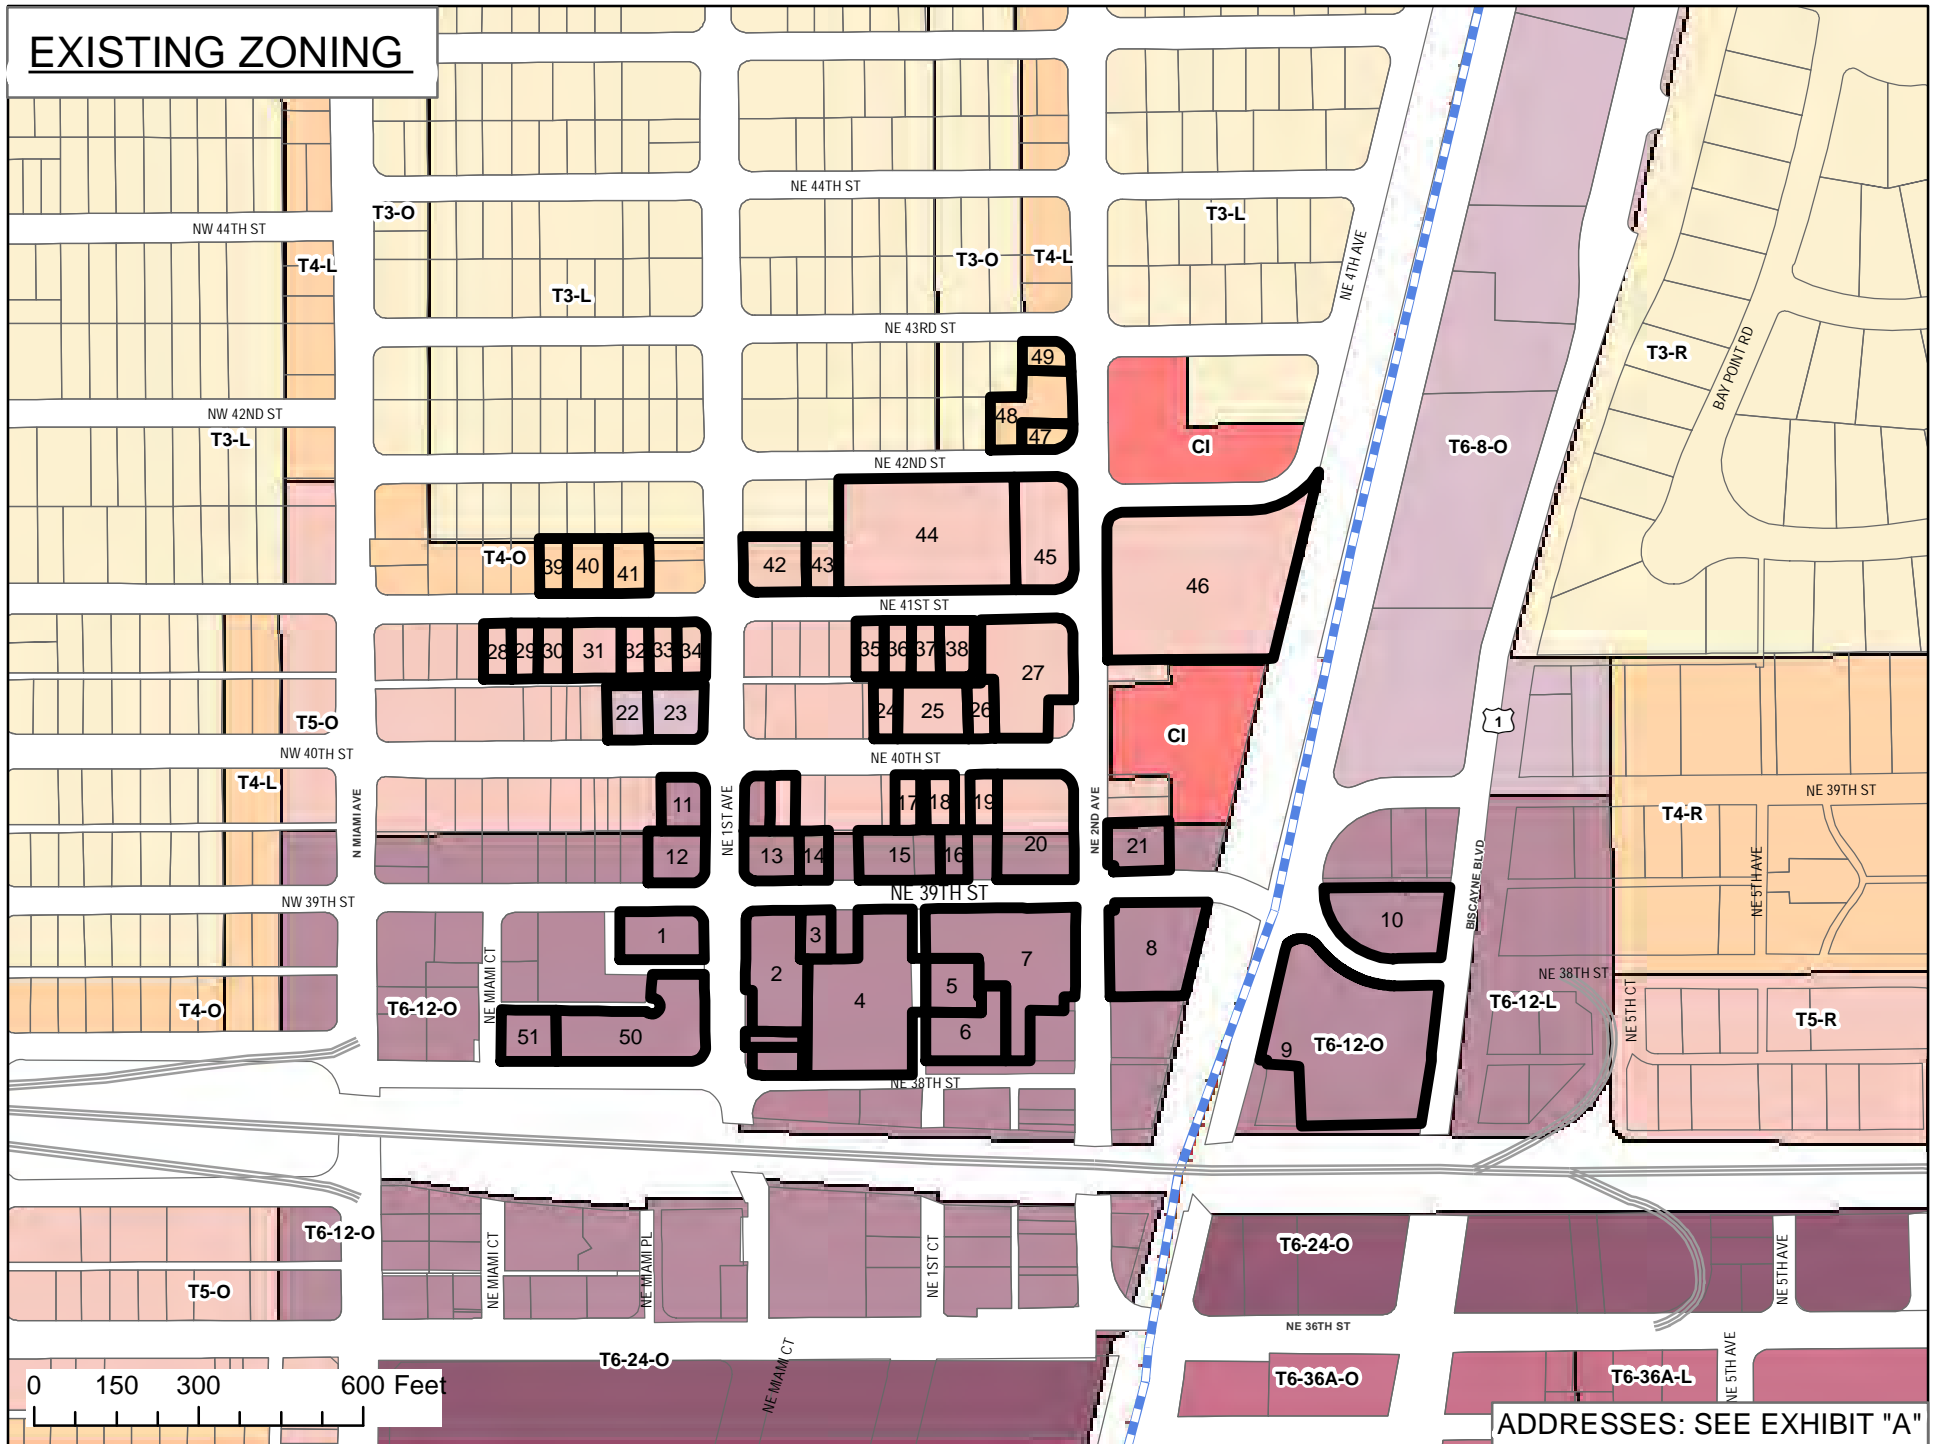 EXISTING ZONING
NE 44TH ST
NW 44TH ST
T3-O
T3-L
T4-L
T3-L
T3-O
T4-L
NE 4TH AVE
NE 43RD ST
T3-R
BAY POINT RD
49
48
47
NW 42ND ST
T3-L
NE 42ND ST
CI
T6-8-O
T4-O
39
40
41
42
43
44
45
46
NE 41ST ST
28
29
30
31
32
33
34
35
36
37
38
27
22
23
24
25
26
T5-O
NW 40TH ST
NE 40TH ST
CI
1
T4-L
N MIAMI AVE
11
NE 1ST AVE
17
18
19
NE 2ND AVE
NE 39TH ST
T4-R
12
13
14
15
16
20
21
BISCAYNE BLVD
NE 5TH AVE
NW 39TH ST
NE 39TH ST
1
2
3
4
5
6
7
8
10
NE MIAMI CT
NE 38TH ST
T4-O
T6-12-O
T6-12-L
NE 5TH CT
T5-R
51
50
9
T6-12-O
NE 38TH ST
T6-12-O
NE MIAMI CT
NE MIAMI PL
NE 1ST CT
T6-24-O
NE 5TH AVE
T5-O
NE 36TH ST
T6-24-O
NE MIAMI CT
T6-36A-O
T6-36A-L
NE 5TH AVE
0 150 300 600 Feet
ADDRESSES: SEE EXHIBIT "A"